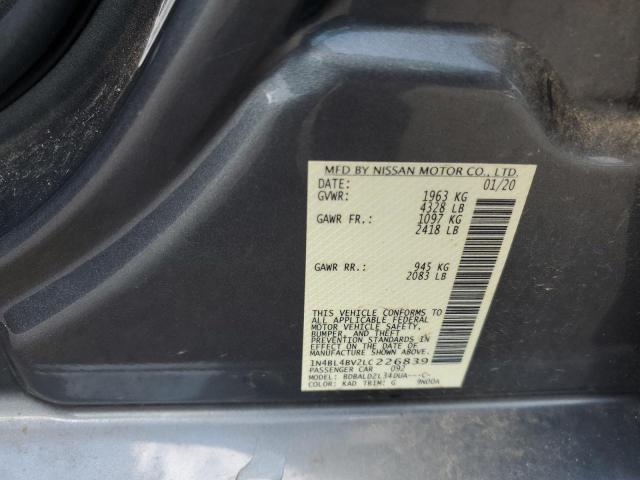 MFD BY NISSAN MOTOR CO., LTD.
DATE: 01/20
GVWR: 1963 KG
4328 LB
GAWR FR.: 1097 KG
2418 LB
GAWR RR.: 945 KG
2083 LB
THIS VEHICLE CONFORMS TO
ALL APPLICABLE FEDERAL
MOTOR VEHICLE SAFETY,
BUMPER, AND THEFT
PREVENTION STANDARDS IN
EFFECT ON THE DATE OF
MANUFACTURE SHOWN ABOVE.
1N4BL4BV2LC226839
PASSENGER CAR 092
MODEL: BDBALD2L34DUA---C-
COLOR: KAD TRIM: G 9N00A